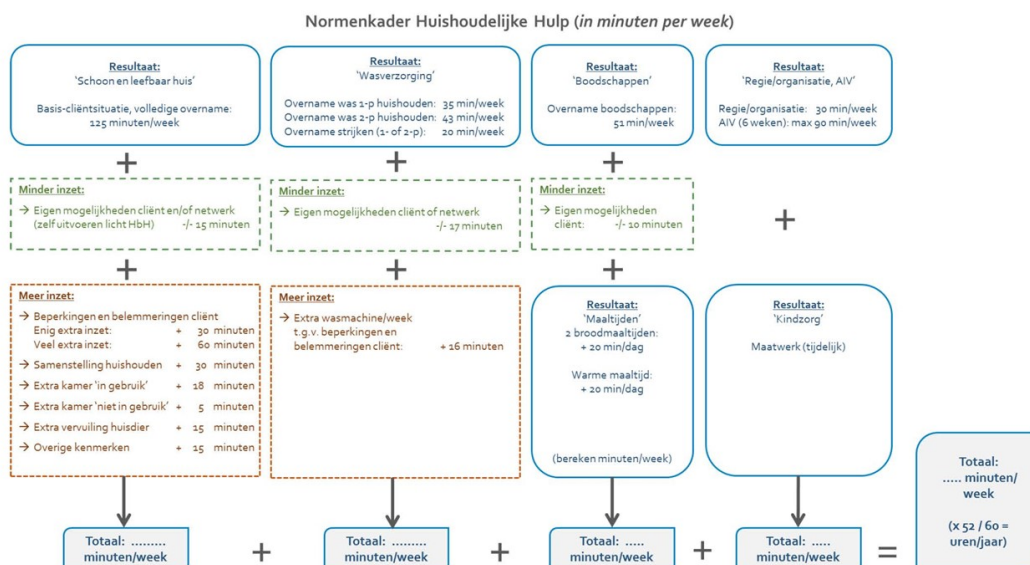 Normenkader Huishoudelijke Hulp (in minuten per week)
Resultaat:
‘Schoon en leefbaar huis’
Basis-cliëntsituatie, volledige overname:
125 minuten/week
Resultaat:
‘Wasverzorging’
Overname was 1-p huishouden: 35 min/week
Overname was 2-p huishouden: 43 min/week
Overname strijken (1- of 2-p): 20 min/week
Resultaat:
‘Boodschappen’
Overname boodschappen:
51 min/week
Resultaat:
‘Regie/organisatie, AIV’
Regie/organisatie: 30 min/week
AIV (6 weken): max 90 min/week
+
+
+
Minder inzet:
→ Eigen mogelijkheden cliënt en/of netwerk
(zelf uitvoeren licht HbH) -/- 15 minuten
Minder inzet:
→ Eigen mogelijkheden cliënt of netwerk
-/- 17 minuten
Minder inzet:
→ Eigen mogelijkheden
cliënt: -/- 10 minuten
+
+
+
+
Meer inzet:
→ Beperkingen en belemmeringen cliënt
Enig extra inzet: + 30 minuten
Veel extra inzet: + 60 minuten
→ Samenstelling huishouden + 30 minuten
→ Extra kamer ‘in gebruik’ + 18 minuten
→ Extra kamer ‘niet in gebruik’ + 5 minuten
→ Extra vervuiling huisdier + 15 minuten
→ Overige kenmerken + 15 minuten
Meer inzet:
→ Extra wasmachine/week
t.g.v. beperkingen en
belemmeringen cliënt: + 16 minuten
Resultaat:
‘Maaltijden’
2 broodmaaltijden:
+ 20 min/dag
Warme maaltijd:
+ 20 min/dag
(bereken minuten/week)
Resultaat:
‘Kindzorg’
Maatwerk (tijdelijk)
Totaal: .........
minuten/week
+
Totaal: .........
minuten/week
+
Totaal: .....
minuten/week
+
Totaal: .....
minuten/week
=
Totaal:
..... minuten/
week
(x 52 / 60 =
uren/jaar)